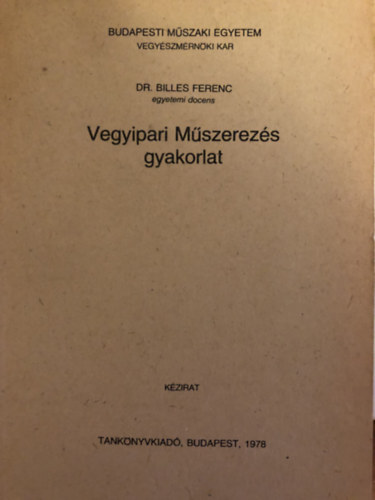 BUDAPESTI MŰSZAKI EGYETEM
VEGYÉSZMÉRNÖKI KAR
DR. BILLES FERENC
egyetemi docens
Vegyipari Műszerezés
gyakorlat
KÉZIRAT
TANKÖNYVKIADÓ, BUDAPEST, 1978